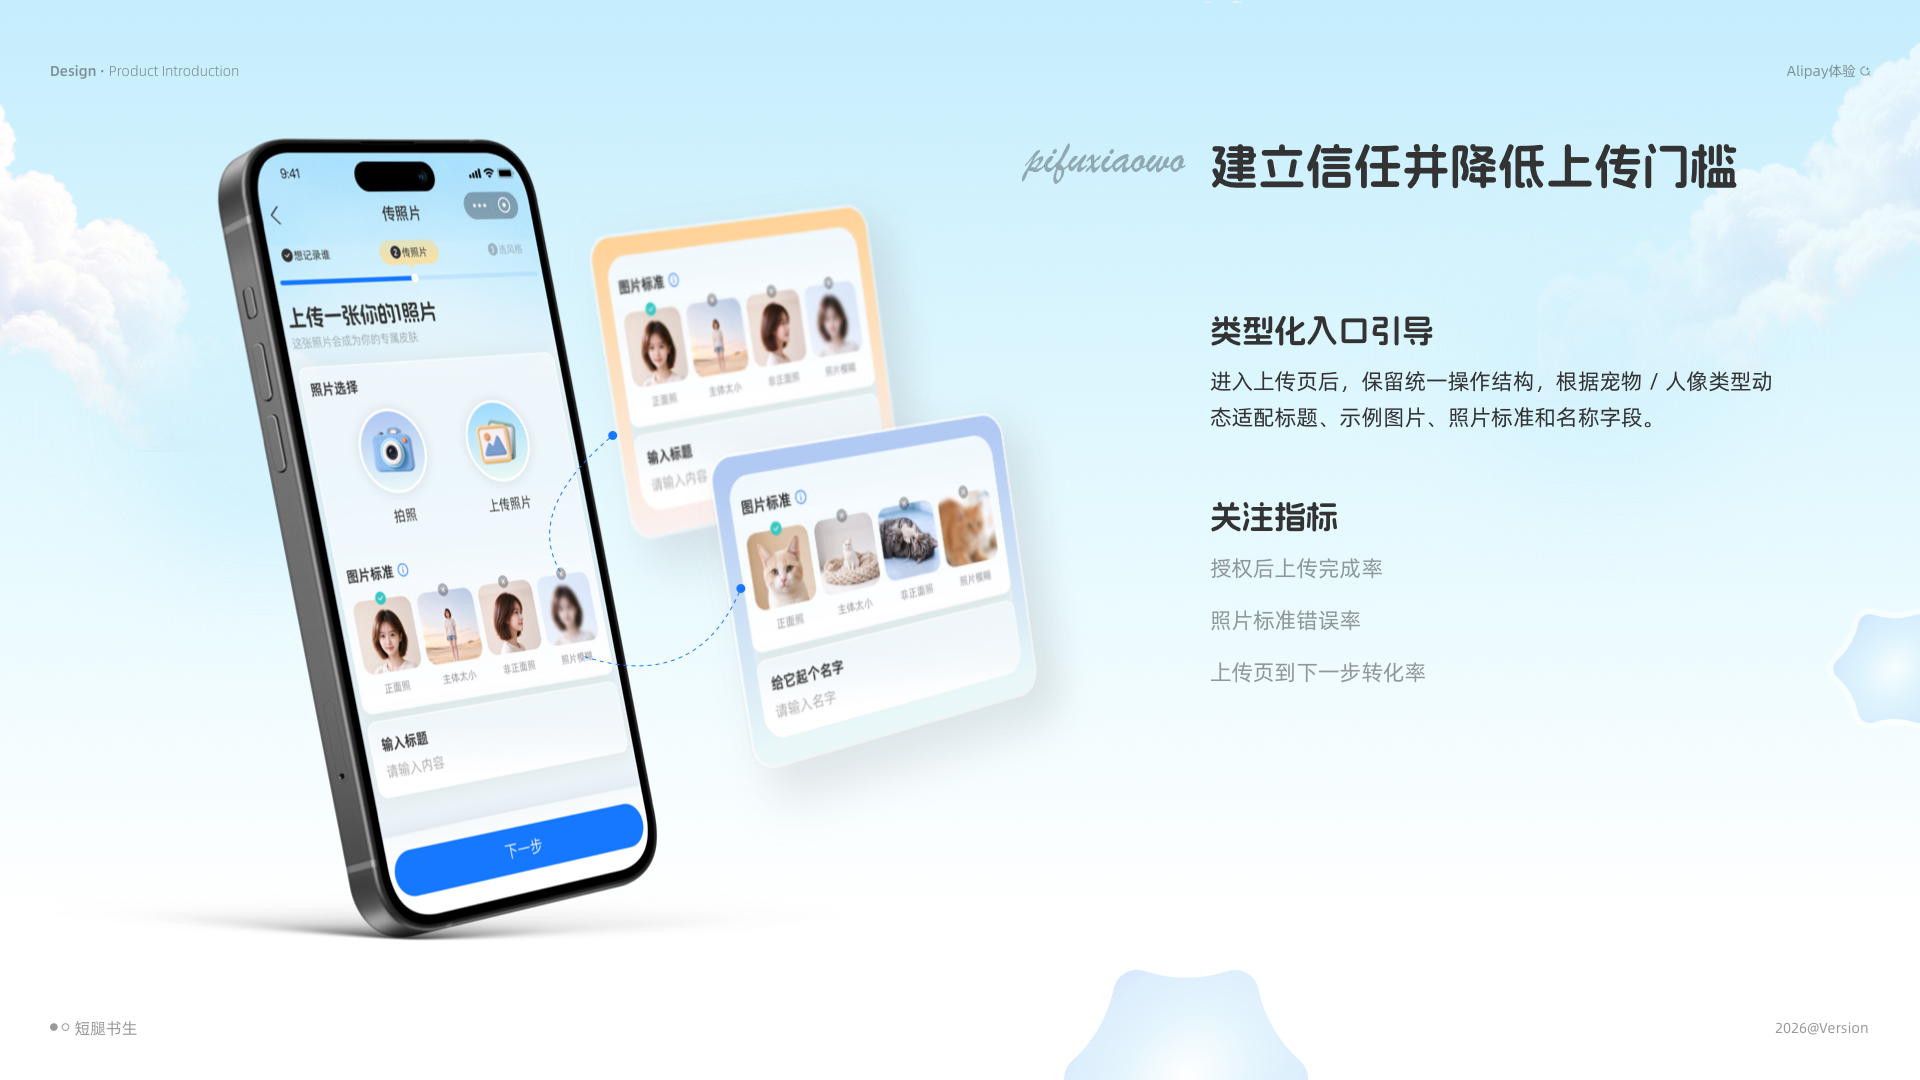 Design · Product Introduction
Alipay体验
pifuxiaowo
建立信任并降低上传门槛
9:41
传照片
想记录谁
2 传照片
3 选风格
上传一张你的1照片
这张照片会成为你的专属皮肤
照片选择
拍照
上传照片
图片标准
正面照
主体太小
非正面照
照片模糊
输入标题
请输入内容
下一步
图片标准
正面照
主体太小
非正面照
照片模糊
输入标题
请输入内容
图片标准
正面照
主体太小
非正面照
照片模糊
给它起个名字
请输入名字
类型化入口引导
进入上传页后，保留统一操作结构，根据宠物 / 人像类型动
态适配标题、示例图片、照片标准和名称字段。
关注指标
授权后上传完成率
照片标准错误率
上传页到下一步转化率
短腿书生
2026@Version